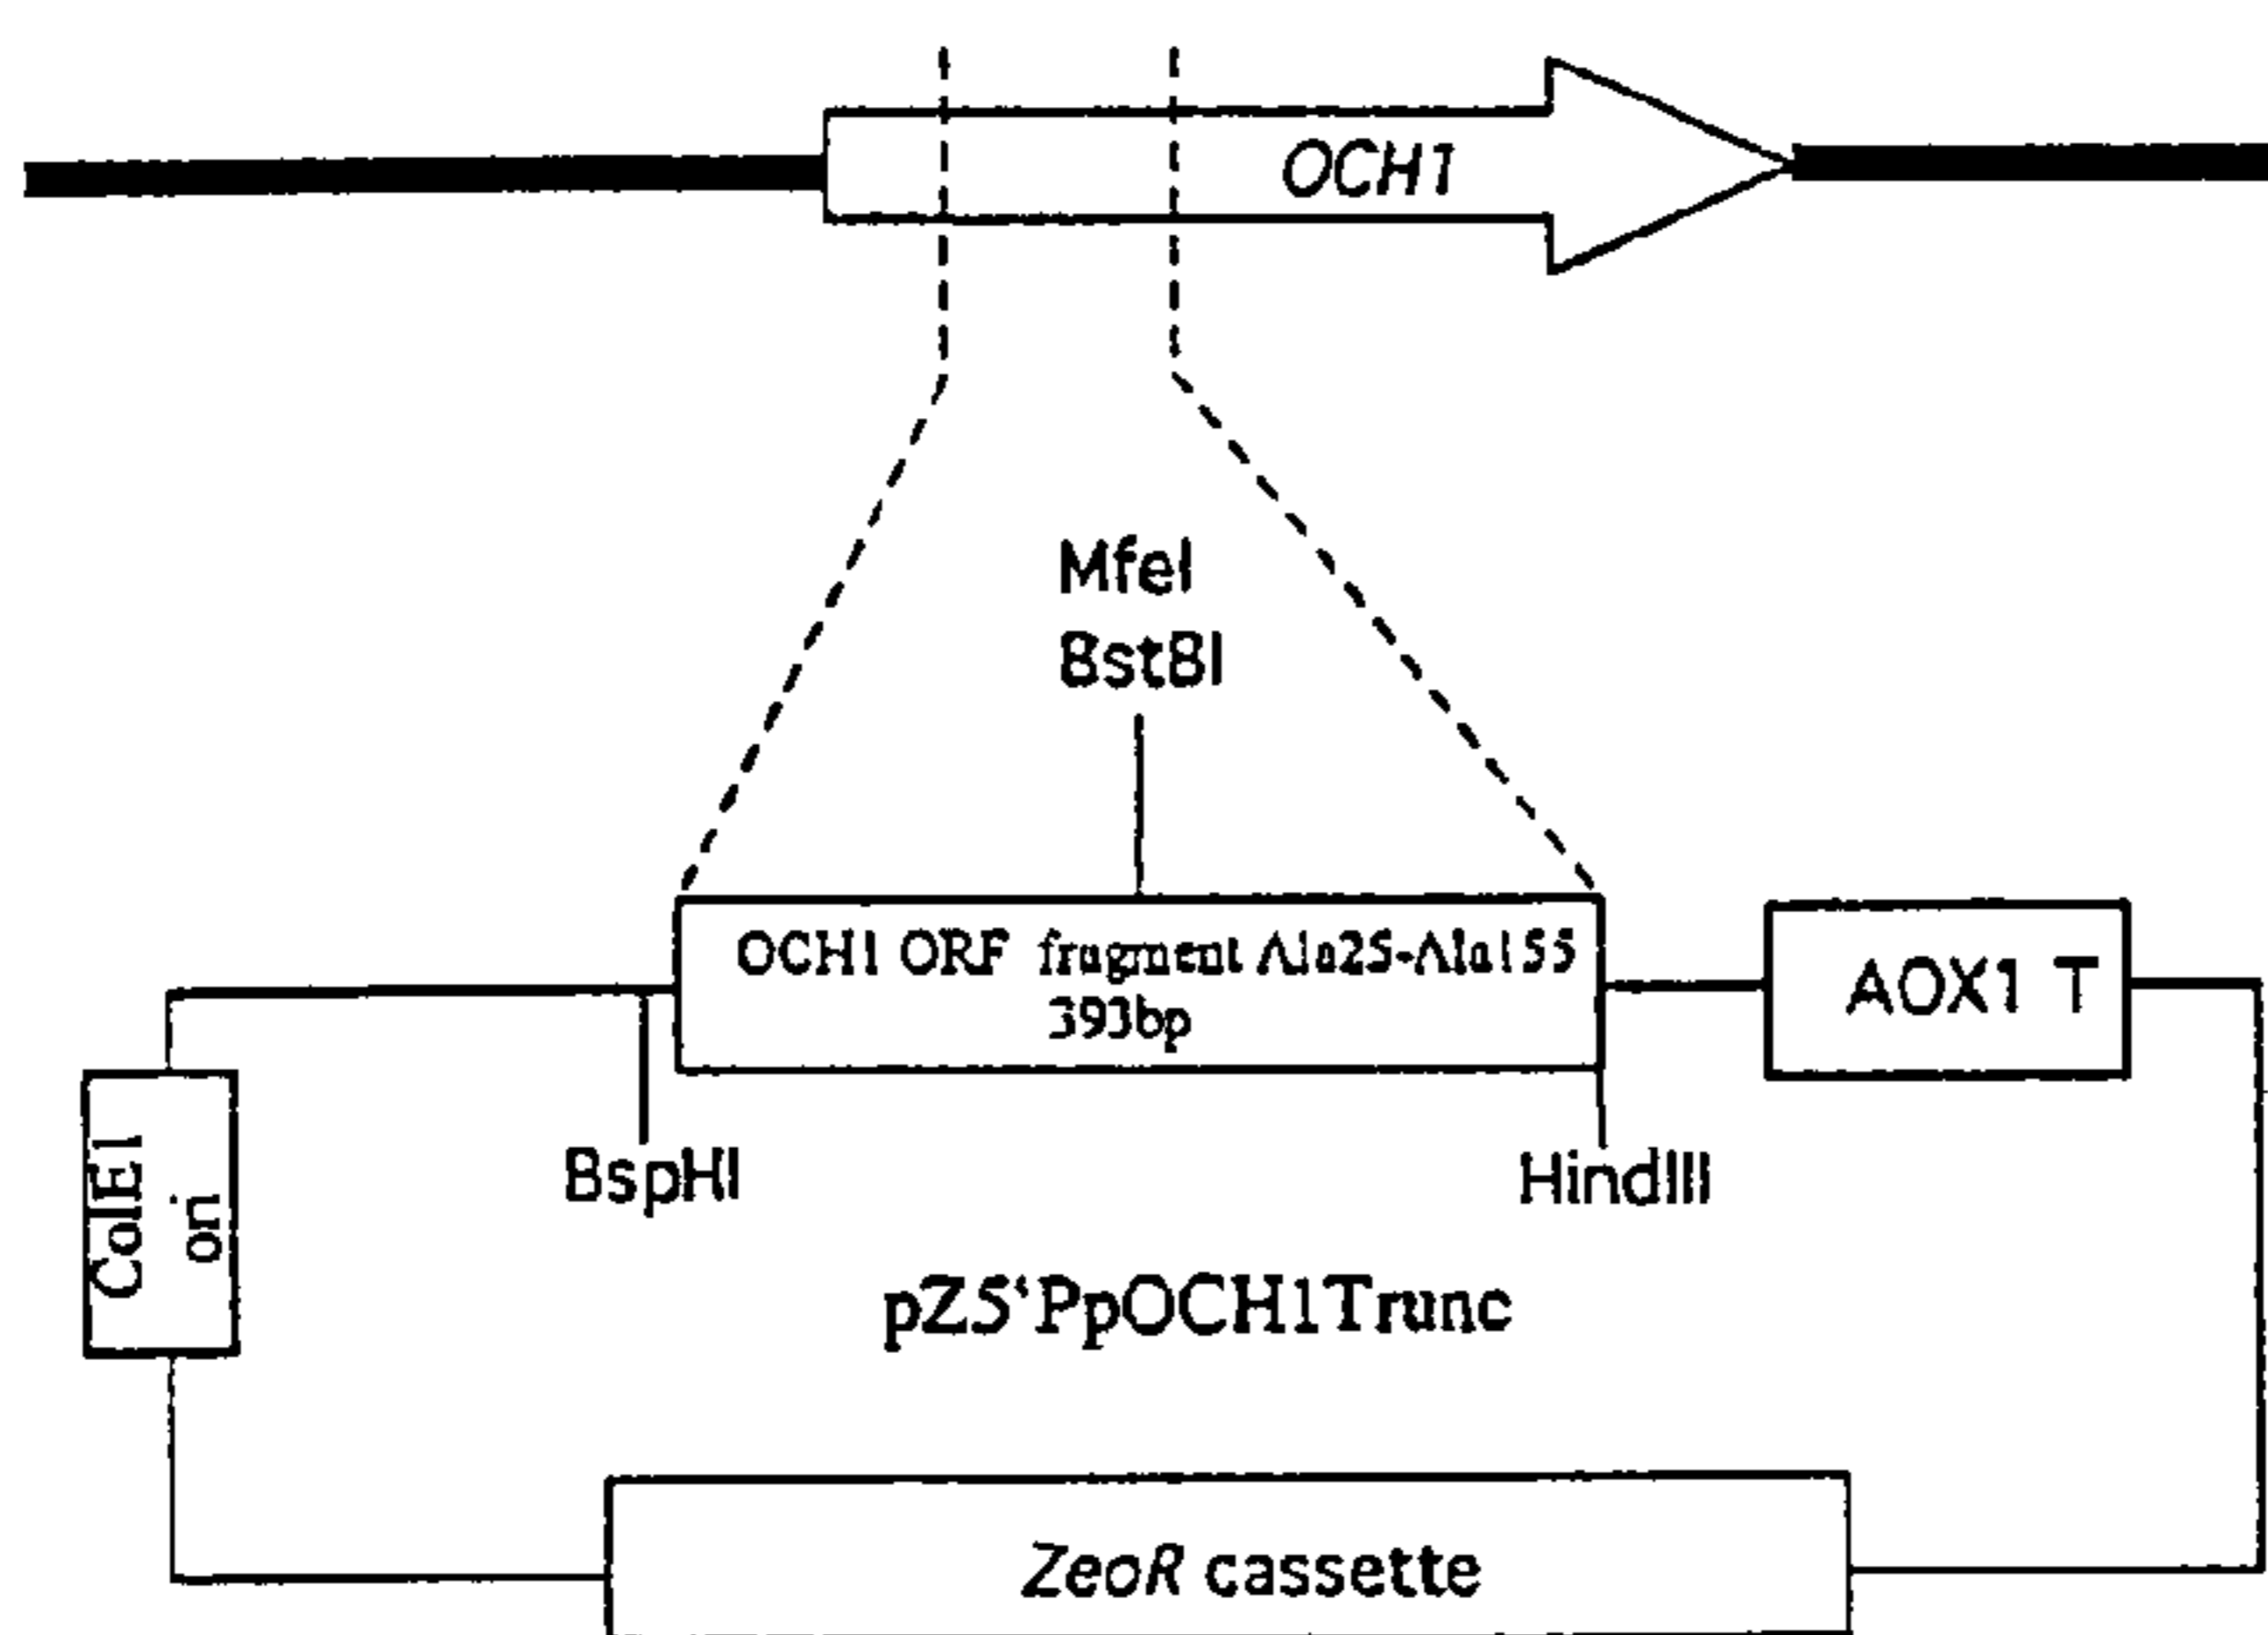 OCH1
MfeI
BstBI
OCH1 ORF fragment Ala25-Ala155
393bp
AOX1 T
ColE1
ori
BspHI
HindIII
pZ5'PpOCH1Trunc
ZeoR cassette